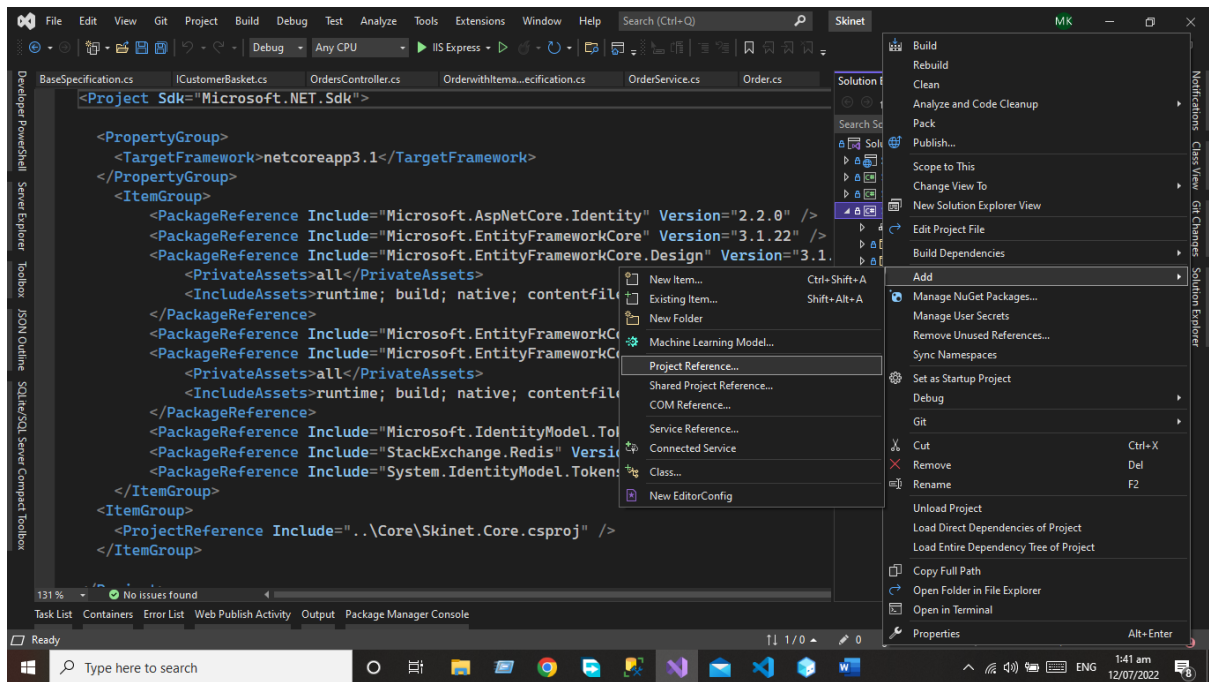 File Edit View Git Project Build Debug Test Analyze Tools Extensions Window Help Search (Ctrl+Q) Skinet MK
Debug Any CPU IIS Express
BaseSpecification.cs ICustomerBasket.cs OrdersController.cs OrderwithItema...ecification.cs OrderService.cs Order.cs
Developer PowerShell
Server Explorer
Toolbox
JSON Outline
SQLite/SQL Server Compact Toolbox
<Project Sdk="Microsoft.NET.Sdk">
<PropertyGroup>
<TargetFramework>netcoreapp3.1</TargetFramework>
</PropertyGroup>
<ItemGroup>
<PackageReference Include="Microsoft.AspNetCore.Identity" Version="2.2.0" />
<PackageReference Include="Microsoft.EntityFrameworkCore" Version="3.1.22" />
<PackageReference Include="Microsoft.EntityFrameworkCore.Design" Version="3.1.
<PrivateAssets>all</PrivateAssets>
<IncludeAssets>runtime; build; native; contentfil
</PackageReference>
<PackageReference Include="Microsoft.EntityFrameworkC
<PackageReference Include="Microsoft.EntityFrameworkC
<PrivateAssets>all</PrivateAssets>
<IncludeAssets>runtime; build; native; contentfil
</PackageReference>
<PackageReference Include="Microsoft.IdentityModel.To
<PackageReference Include="StackExchange.Redis" Versi
<PackageReference Include="System.IdentityModel.Token
</ItemGroup>
<ItemGroup>
<ProjectReference Include="..\Core\Skinet.Core.csproj" />
</ItemGroup>
131 % No issues found
Task List Containers Error List Web Publish Activity Output Package Manager Console
Ready 1 / 0 0
New Item... Ctrl+Shift+A
Existing Item... Shift+Alt+A
New Folder
Machine Learning Model...
Project Reference...
Shared Project Reference...
COM Reference...
Service Reference...
Connected Service
Class...
New EditorConfig
Solution E
Search So
Solu
Build
Rebuild
Clean
Analyze and Code Cleanup
Pack
Publish...
Scope to This
Change View To
New Solution Explorer View
Edit Project File
Build Dependencies
Add
Manage NuGet Packages...
Manage User Secrets
Remove Unused References...
Sync Namespaces
Set as Startup Project
Debug
Git
Cut Ctrl+X
Remove Del
Rename F2
Unload Project
Load Direct Dependencies of Project
Load Entire Dependency Tree of Project
Copy Full Path
Open Folder in File Explorer
Open in Terminal
Properties Alt+Enter
Notifications
Class View
Git Changes
Solution Explorer
Type here to search
ENG 1:41 am
12/07/2022
8